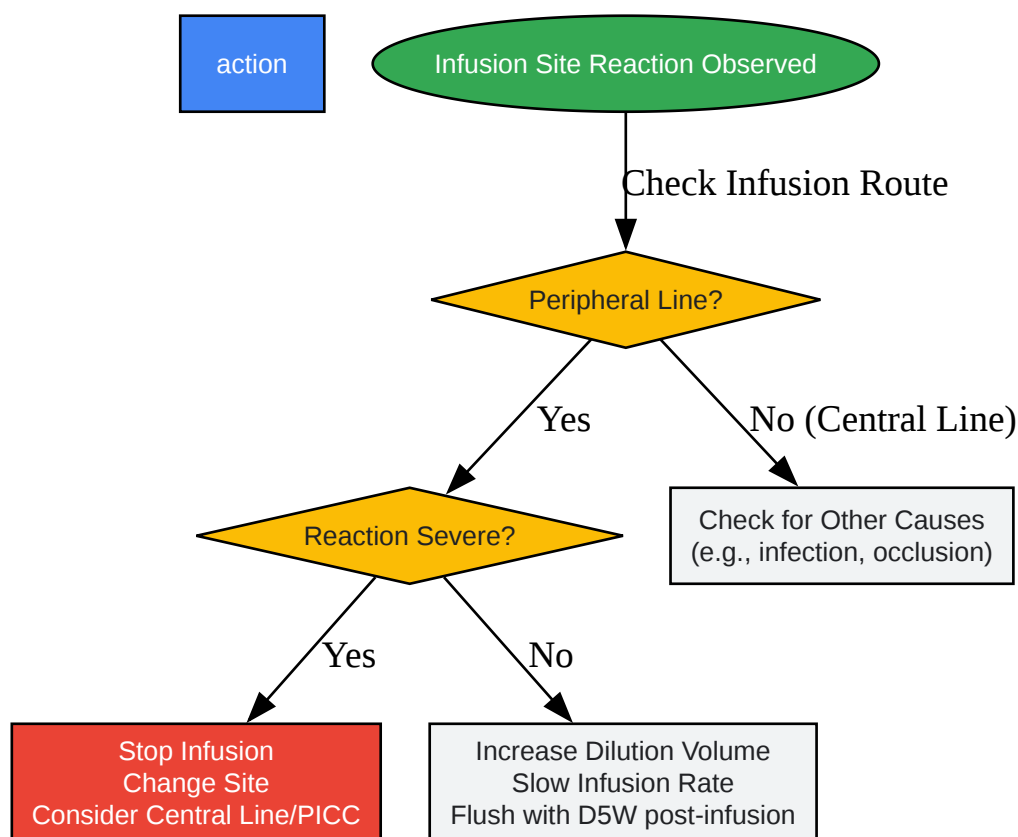 action
Infusion Site Reaction Observed
Check Infusion Route
Peripheral Line?
Yes
No (Central Line)
Reaction Severe?
Check for Other Causes
(e.g., infection, occlusion)
Yes
No
Stop Infusion
Change Site
Consider Central Line/PICC
Increase Dilution Volume
Slow Infusion Rate
Flush with D5W post-infusion